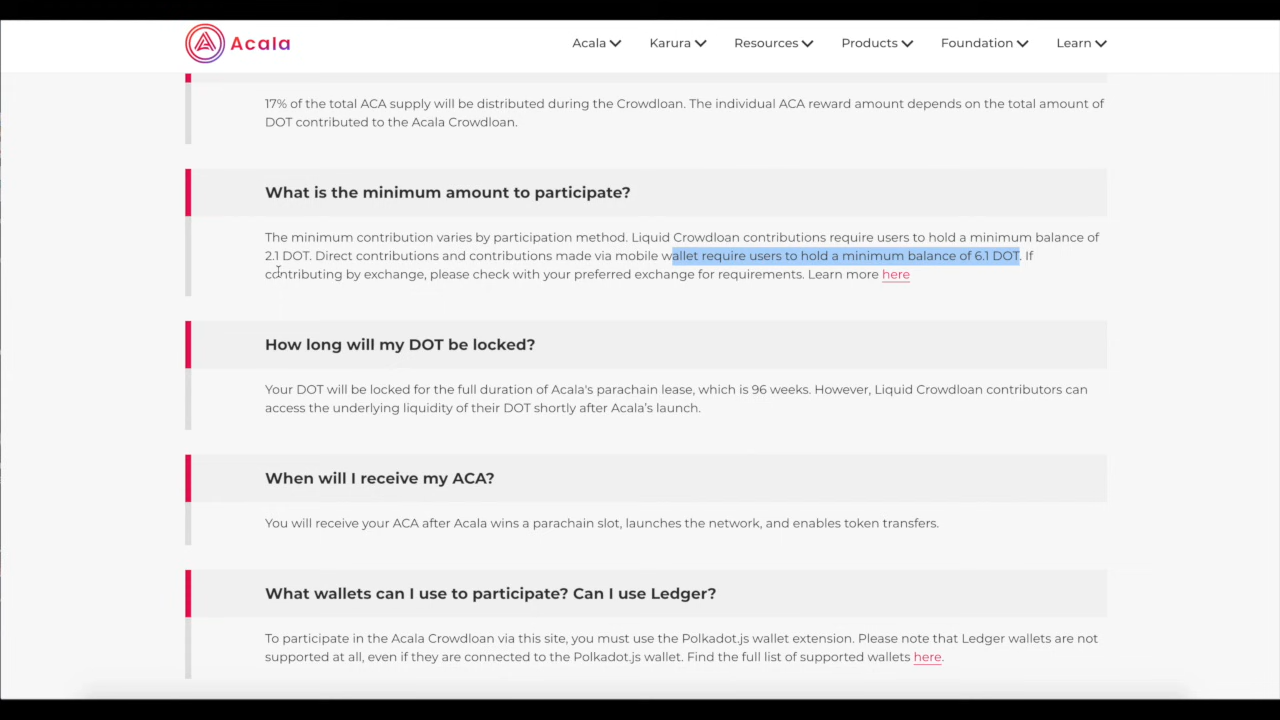 Acala
Acala
Karura
Resources
Products
Foundation
Learn
17% of the total ACA supply will be distributed during the Crowdloan. The individual ACA reward amount depends on the total amount of
DOT contributed to the Acala Crowdloan.
What is the minimum amount to participate?
The minimum contribution varies by participation method. Liquid Crowdloan contributions require users to hold a minimum balance of
2.1 DOT. Direct contributions and contributions made via mobile wallet require users to hold a minimum balance of 6.1 DOT. If
contributing by exchange, please check with your preferred exchange for requirements. Learn more here
How long will my DOT be locked?
Your DOT will be locked for the full duration of Acala's parachain lease, which is 96 weeks. However, Liquid Crowdloan contributors can
access the underlying liquidity of their DOT shortly after Acala's launch.
When will I receive my ACA?
You will receive your ACA after Acala wins a parachain slot, launches the network, and enables token transfers.
What wallets can I use to participate? Can I use Ledger?
To participate in the Acala Crowdloan via this site, you must use the Polkadot.js wallet extension. Please note that Ledger wallets are not
supported at all, even if they are connected to the Polkadot.js wallet. Find the full list of supported wallets here.